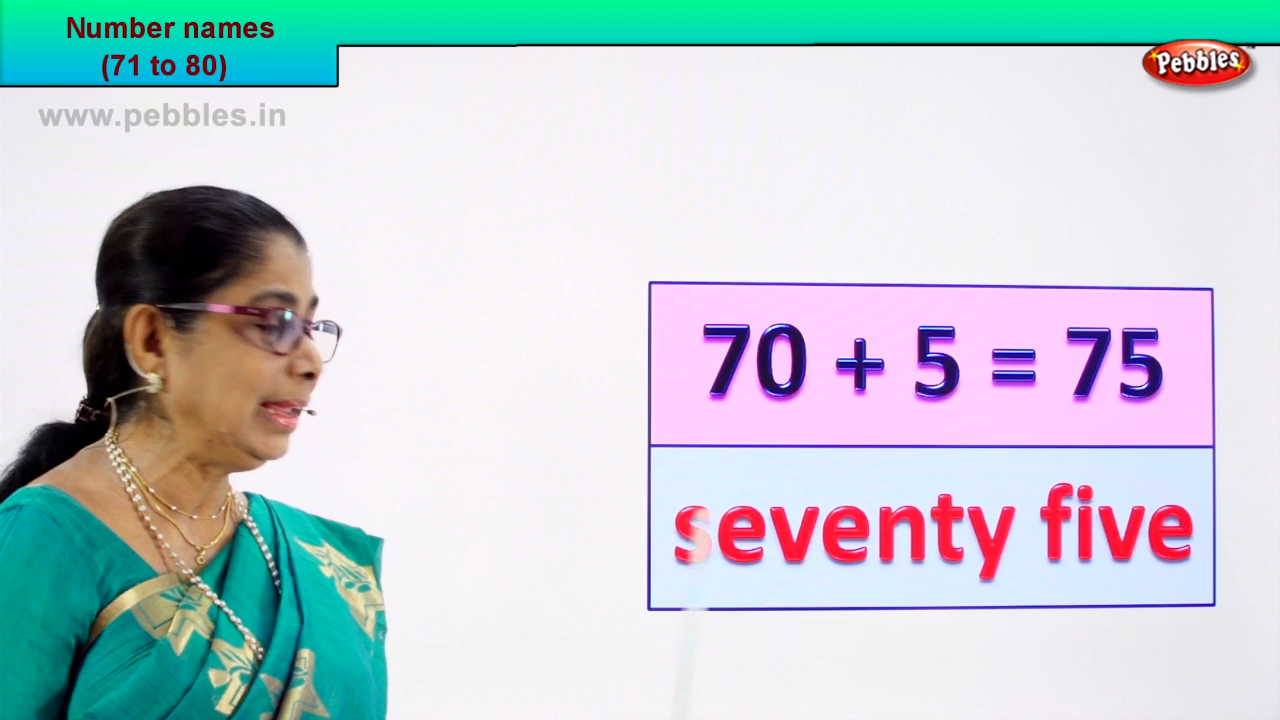 Number names
(71 to 80)
Pebbles
www.pebbles.in
70 + 5 = 75
seventy five